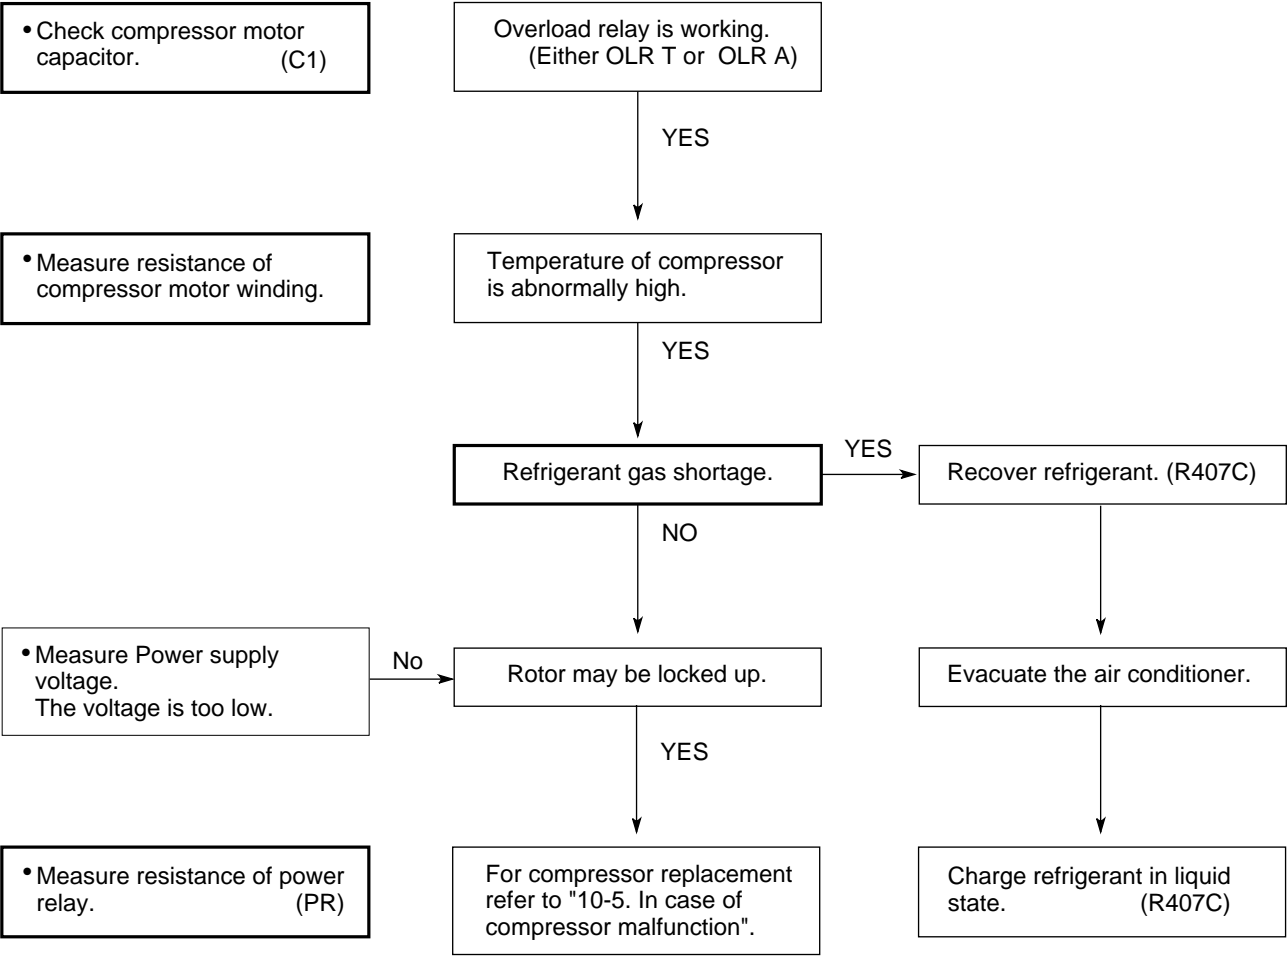 • Check compressor motor
capacitor. (C1)
Overload relay is working.
(Either OLR T or OLR A)
YES
• Measure resistance of
compressor motor winding.
Temperature of compressor
is abnormally high.
YES
Refrigerant gas shortage.
YES
Recover refrigerant. (R407C)
NO
• Measure Power supply
voltage.
The voltage is too low.
No
Rotor may be locked up.
Evacuate the air conditioner.
YES
• Measure resistance of power
relay. (PR)
For compressor replacement
refer to "10-5. In case of
compressor malfunction".
Charge refrigerant in liquid
state. (R407C)